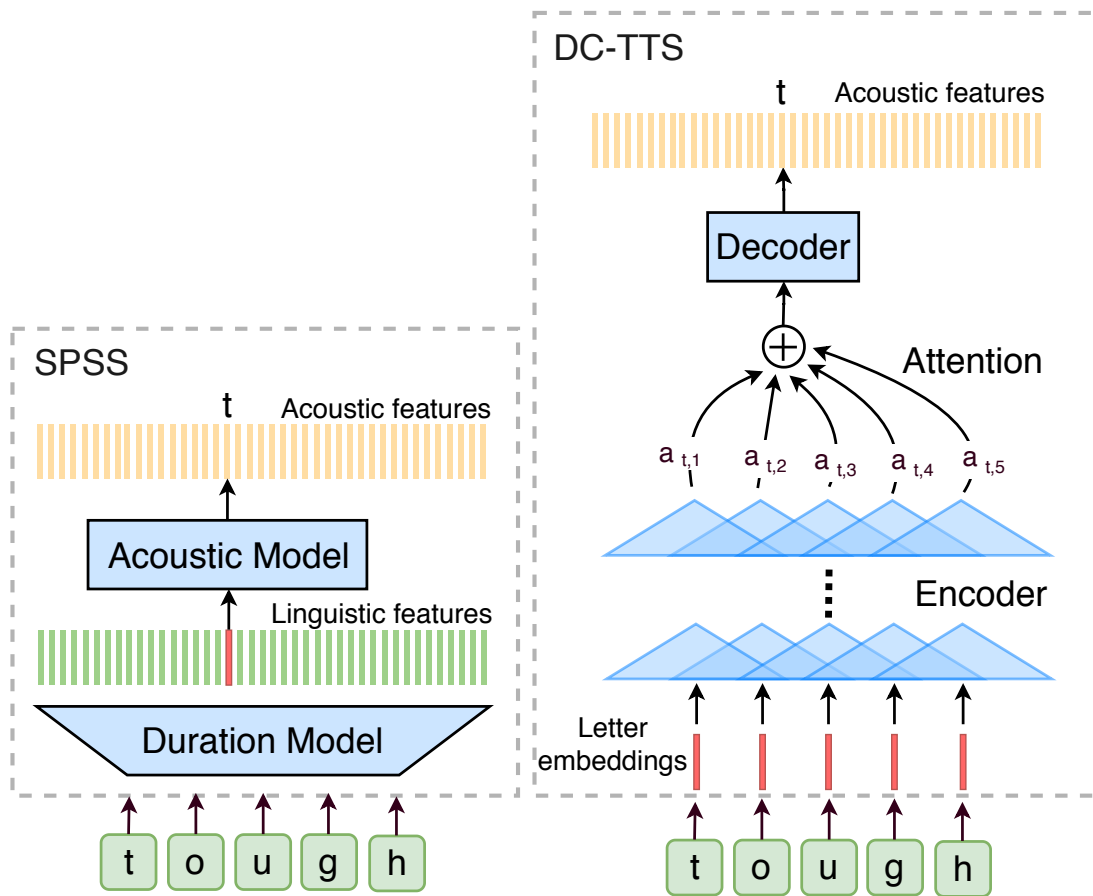 SPSS
t
Acoustic features
Acoustic Model
Linguistic features
Duration Model
t o u g h
DC-TTS
t
Acoustic features
Decoder
+
Attention
a t,1 a t,2 a t,3 a t,4 a t,5
Encoder
Letter
embeddings
t o u g h